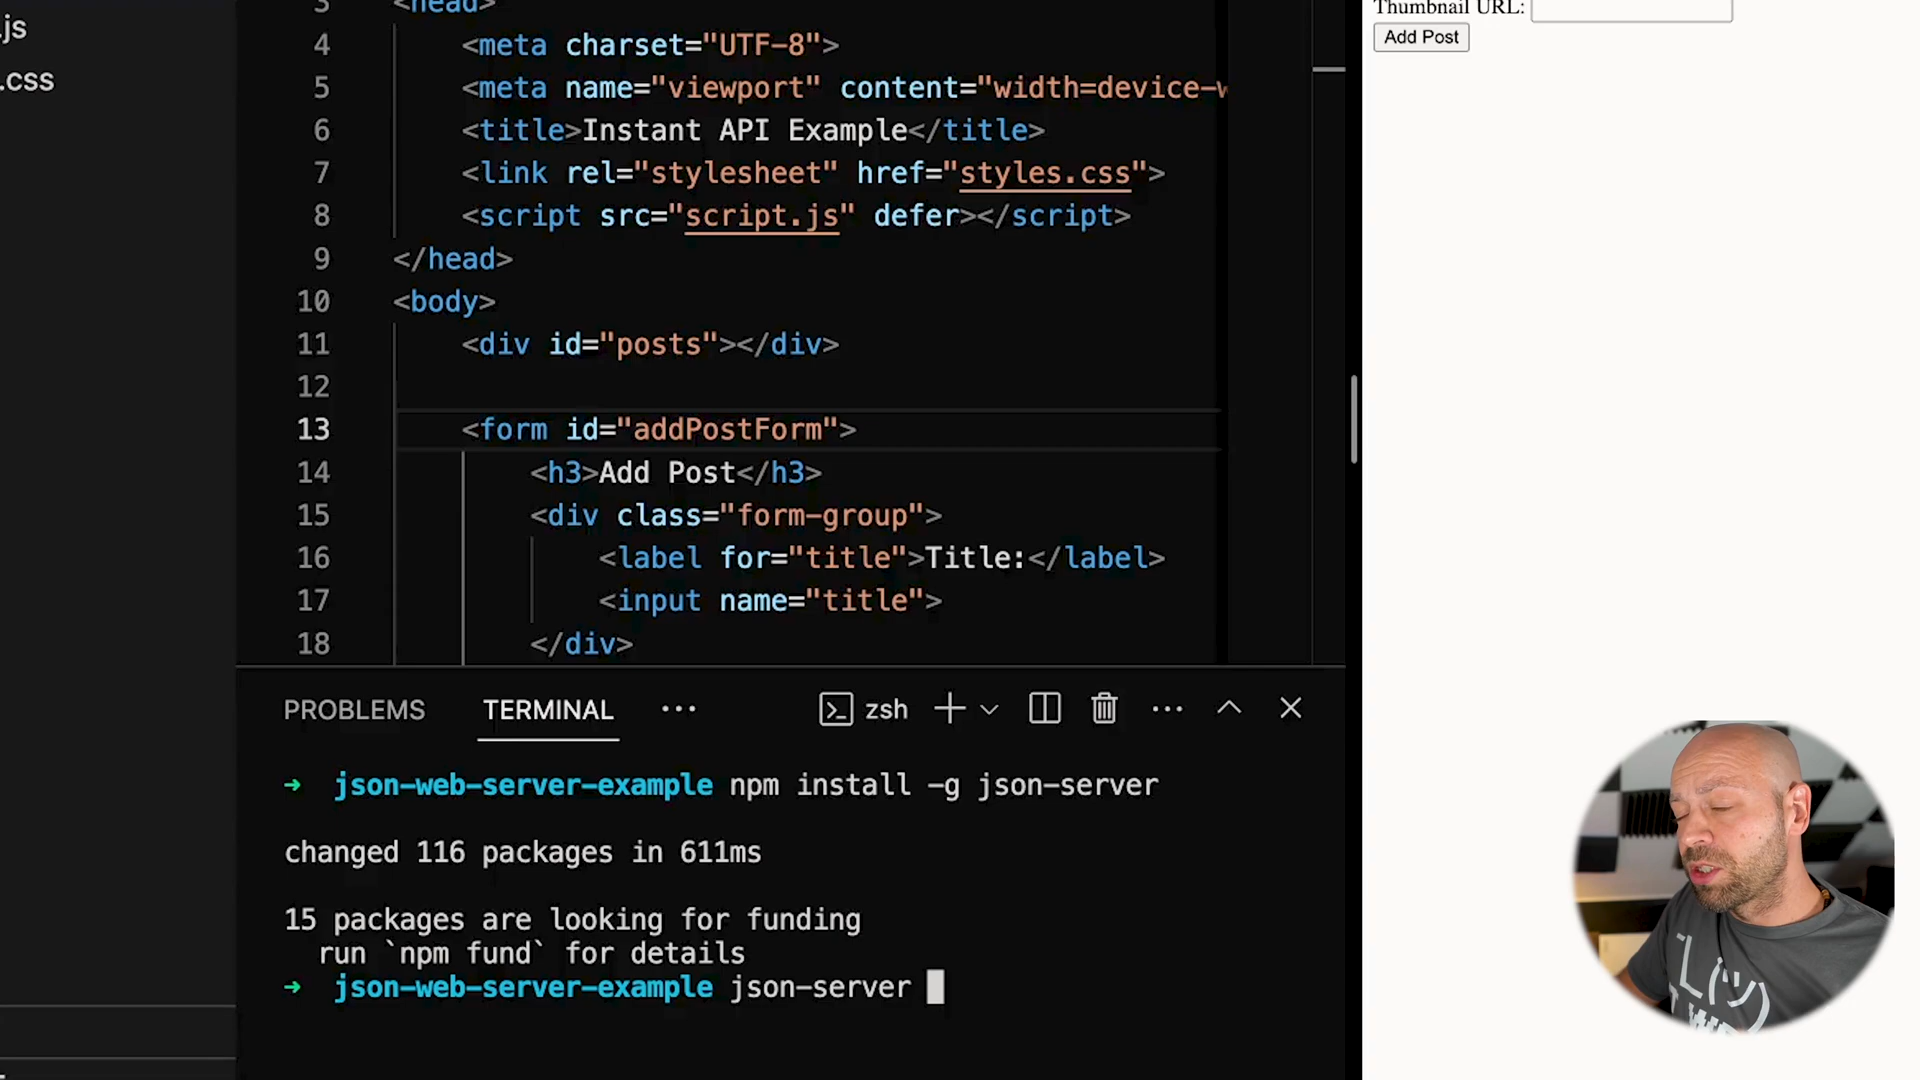 .js
.css
3 <head>
4 <meta charset="UTF-8">
5 <meta name="viewport" content="width=device-w
6 <title>Instant API Example</title>
7 <link rel="stylesheet" href="styles.css">
8 <script src="script.js" defer></script>
9 </head>
10 <body>
11 <div id="posts"></div>
12
13 <form id="addPostForm">
14 <h3>Add Post</h3>
15 <div class="form-group">
16 <label for="title">Title:</label>
17 <input name="title">
18 </div>
PROBLEMS TERMINAL ··· zsh
→ json-web-server-example npm install -g json-server
changed 116 packages in 611ms
15 packages are looking for funding
run `npm fund` for details
→ json-web-server-example json-server
Thumbnail URL:
Add Post